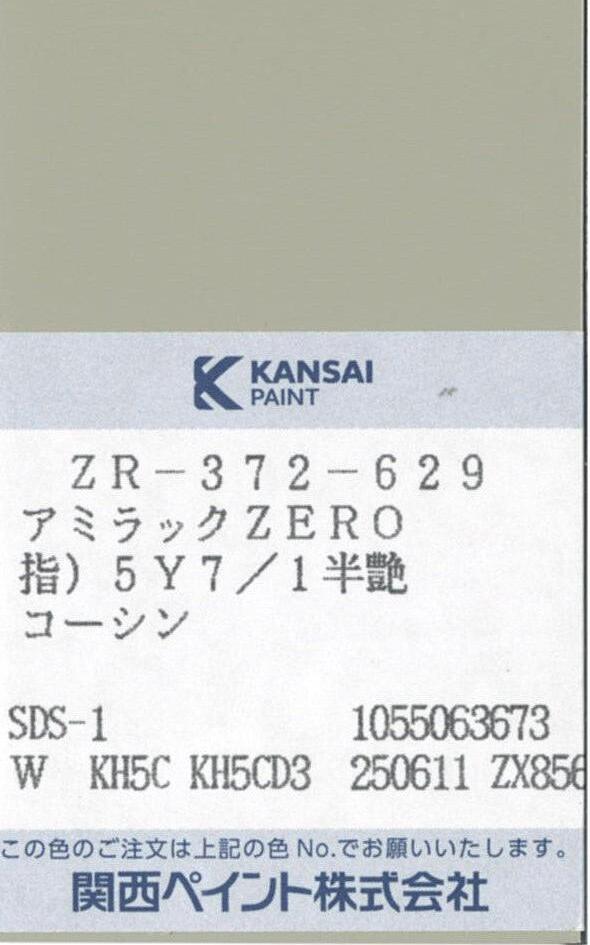 KANSAI
PAINT
ZR-372-629
アミラックZERO
指) 5Y7/1半艶
コーシン
SDS-1 1055063673
W KH5C KH5CD3 250611 ZX856
この色のご注文は上記の色No.でお願いいたします。
関西ペイント株式会社